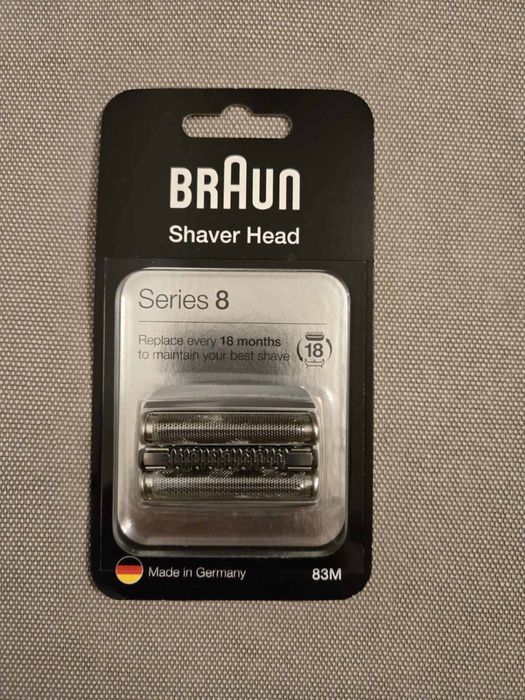 BRAUN
Shaver Head
Series 8
Replace every 18 months
to maintain your best shave
18
Made in Germany
83M